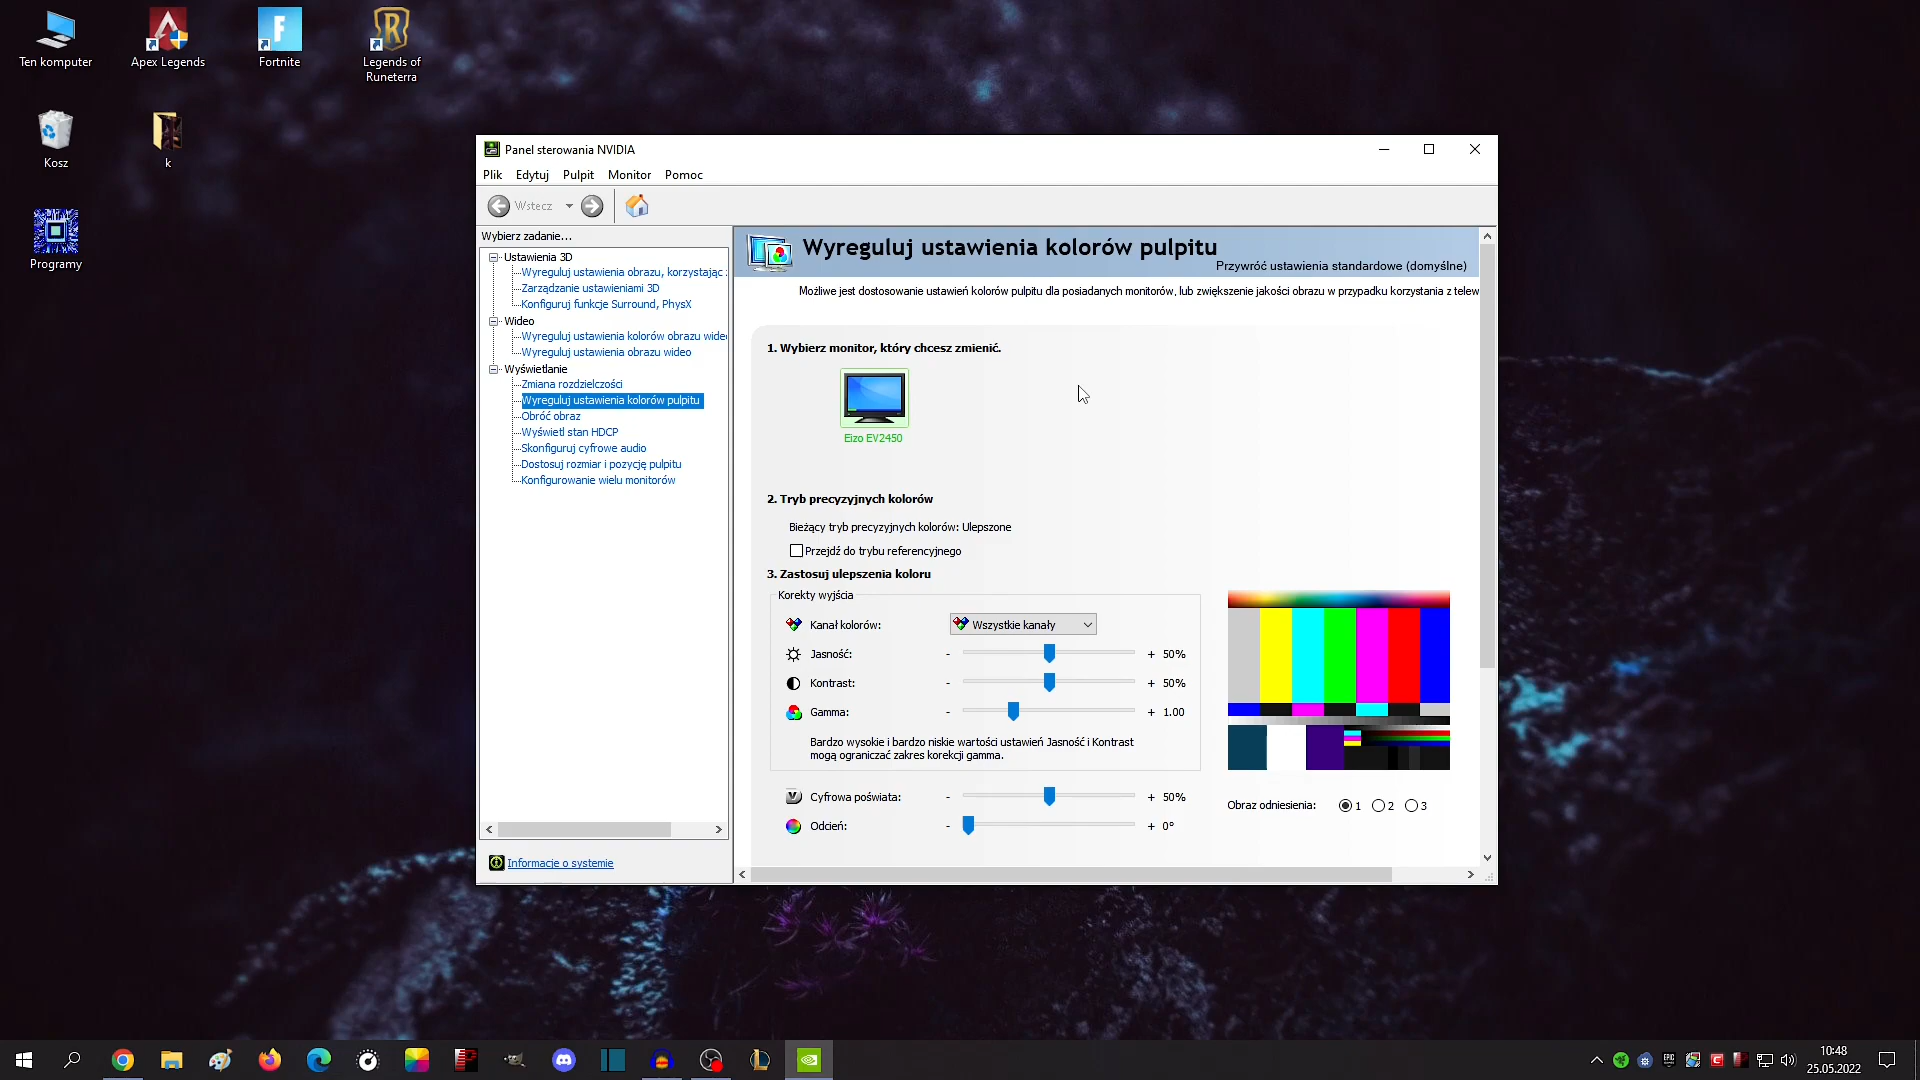 Ten komputer
Apex Legends
Fortnite
Legends of
Runeterra
Kosz
k
Programy
Panel sterowania NVIDIA
Plik Edytuj Pulpit Monitor Pomoc
Wstecz
Wybierz zadanie...
Ustawienia 3D
Wyreguluj ustawienia obrazu, korzystając z
Zarządzanie ustawieniami 3D
Konfiguruj funkcje Surround, PhysX
Wideo
Wyreguluj ustawienia kolorów obrazu wideo
Wyreguluj ustawienia obrazu wideo
Wyświetlanie
Zmiana rozdzielczości
Wyreguluj ustawienia kolorów pulpitu
Obróć obraz
Wyświetl stan HDCP
Skonfiguruj cyfrowe audio
Dostosuj rozmiar i pozycję pulpitu
Konfigurowanie wielu monitorów
Informacje o systemie
Wyreguluj ustawienia kolorów pulpitu
Przywróć ustawienia standardowe (domyślne)
Możliwe jest dostosowanie ustawień kolorów pulpitu dla posiadanych monitorów, lub zwiększenie jakości obrazu w przypadku korzystania z telew
1. Wybierz monitor, który chcesz zmienić.
Eizo EV2450
2. Tryb precyzyjnych kolorów
Bieżący tryb precyzyjnych kolorów: Ulepszone
Przejdź do trybu referencyjnego
3. Zastosuj ulepszenia koloru
Korekty wyjścia
Kanał kolorów: Wszystkie kanały
Jasność: - + 50%
Kontrast: - + 50%
Gamma: - + 1.00
Bardzo wysokie i bardzo niskie wartości ustawień Jasność i Kontrast
mogą ograniczać zakres korekcji gamma.
Cyfrowa poświata: - + 50%
Odcień: - + 0°
Obraz odniesienia: 1 2 3
10:48
25.05.2022